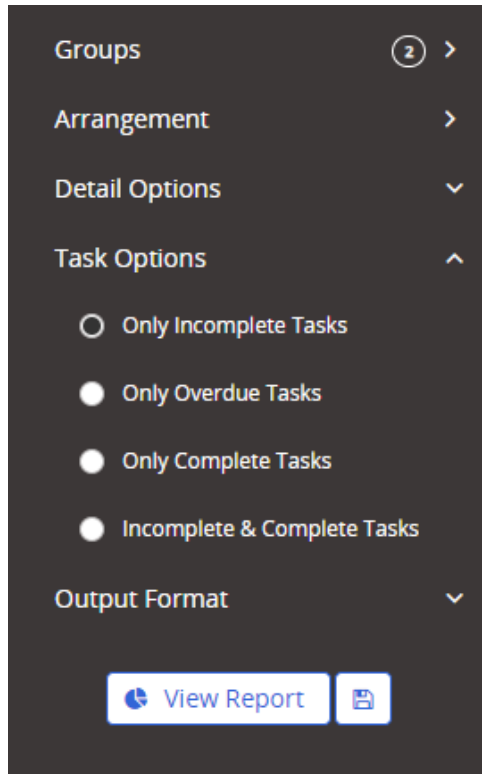 Groups 2
Arrangement
Detail Options
Task Options
Only Incomplete Tasks
Only Overdue Tasks
Only Complete Tasks
Incomplete & Complete Tasks
Output Format
View Report